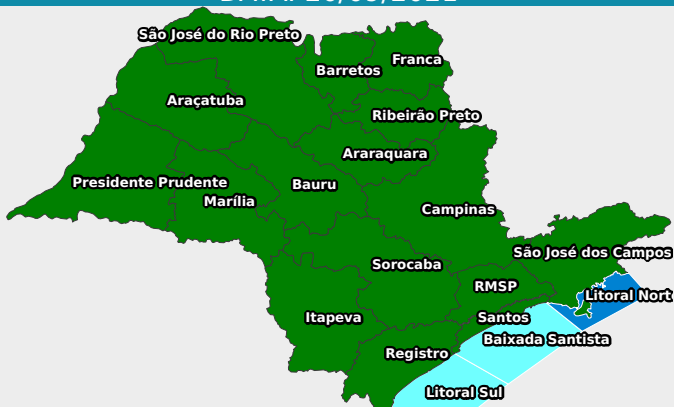 São José do Rio Preto
Franca
Barretos
Araçatuba
Ribeirão Preto
Araraquara
Presidente Prudente
Bauru
Marília
Campinas
São José dos Campos
Sorocaba
RMSP
Litoral Nort
Itapeva
Santos
Baixada Santista
Registro
Litoral Sul